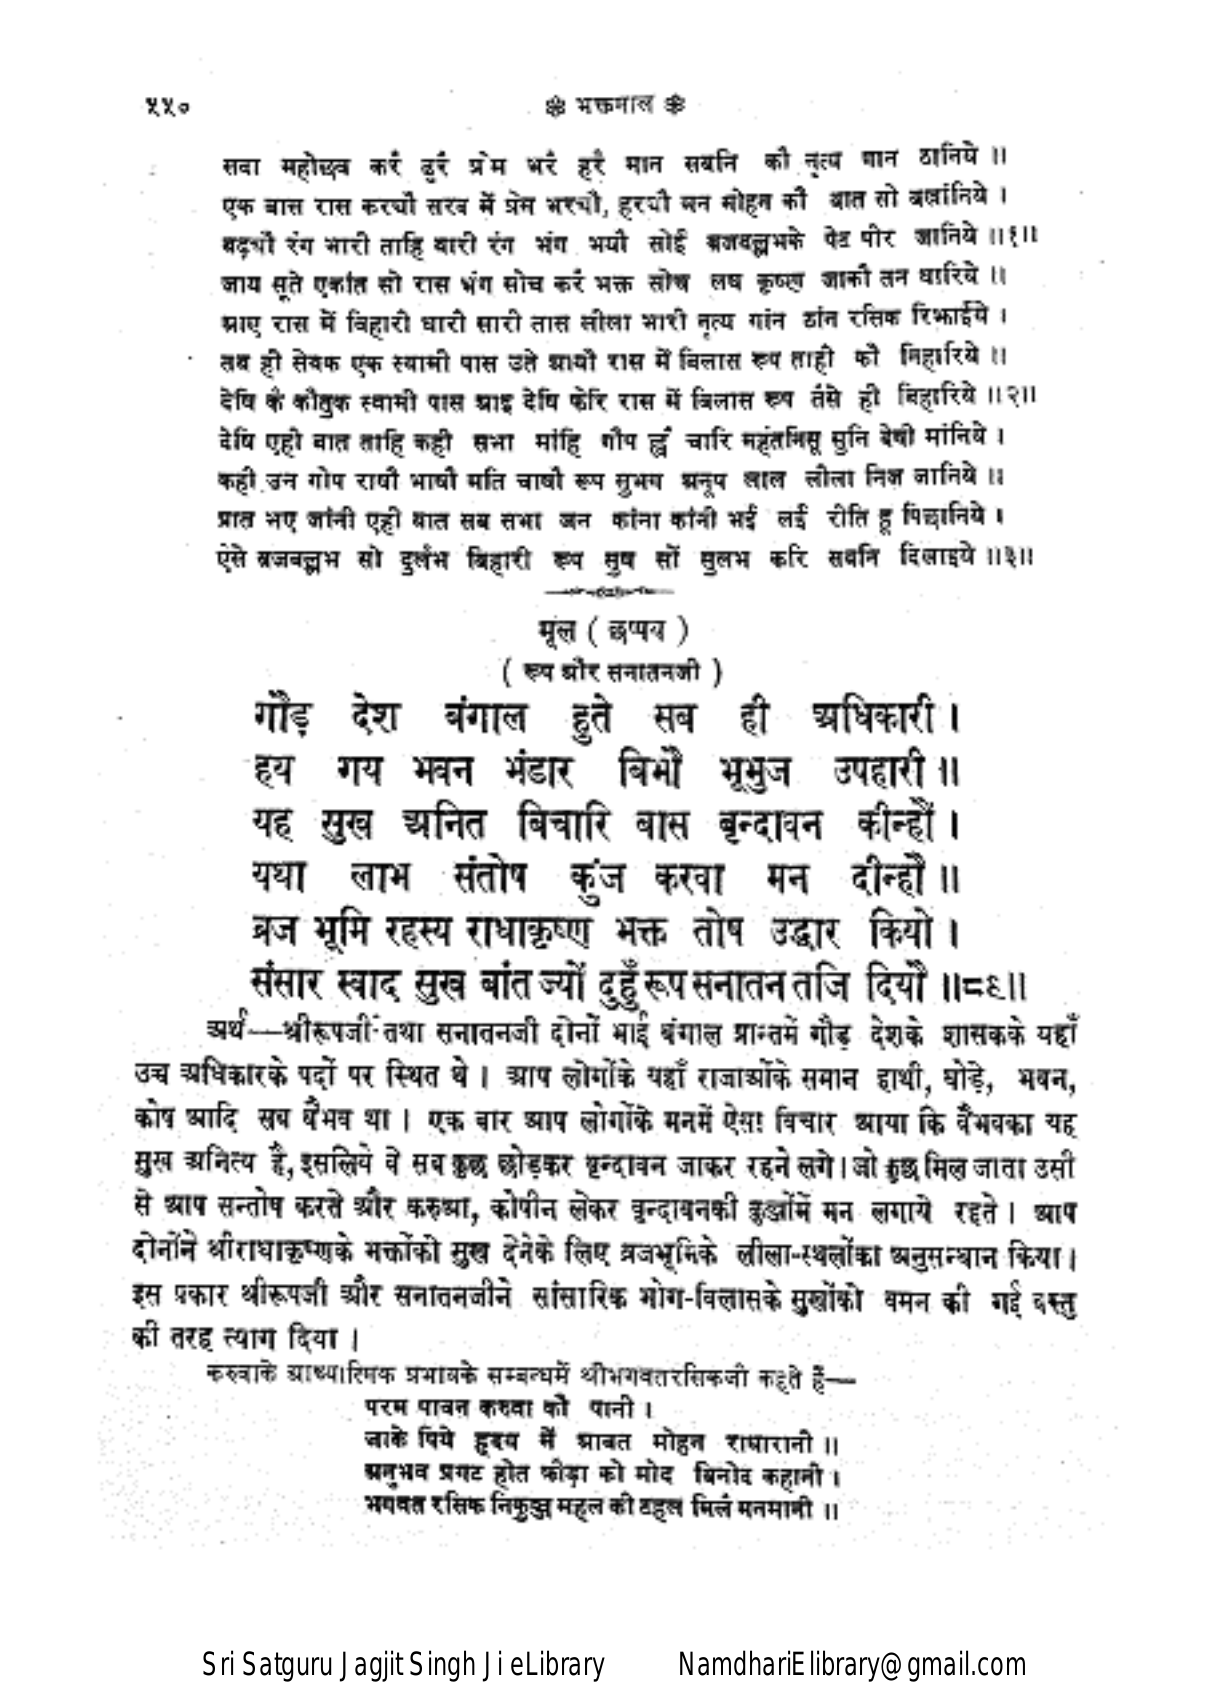 ५५० ❀ भक्तमाल ❀
सदा महोछव करैं ढुरैं प्रेम भरैं हरै मान सबनि कौ नृत्य गान ठानिये ॥
एक बास रास करचौ सरब में प्रेम भरचौ, हरचौ मन मोहन कौ बात सो बखांनिये ।
बढ़चौ रंग भारी ताहि वारी रंग भंग भयौ सोई ब्रजवल्लभके पेट पीर जानिये ॥१॥
जाय सूते एकांत सो रास भंग सोच करैं भक्त सोच लष कृष्ण जाकौ तन धारिये ॥
आए रास में बिहारी धारी सारी तास लीला भारी नृत्य गांन ठांन रसिक रिझाईये ।
तब ही सेवक एक स्वामी पास उते आयौ रास में विलास रूप ताही कौ निहारिये ॥
देषि कै कौतुक स्वामी पास आइ देषि फेरि रास में बिलास रूप तैसे ही बिहारिये ॥२॥
देषि एही बात ताहि कही सभा मांहि गोप ह्वैं चारि महंतनिसू सुनि देषी मांनिये ।
कही उन गोप राषौ भाषौ मति चाषौ रूप सुभव अनूप लाल लीला निज जानिये ॥
प्रात भए जांनी एही बात सब सभा जन कांना कांनी भई लई रीति हू पिछानिये ।
ऐसे ब्रजवल्लभ सो दुर्लभ बिहारी रूप सुष सों सुलभ करि सबनि दिलाइये ॥३॥
मूल ( छप्पय )
( रूप और सनातनजी )
गौड़ देश बंगाल हुते सब ही अधिकारी ।
हय गय भवन भंडार बिभौ भूभुज उपहारी ॥
यह सुख अनित बिचारि बास बृन्दावन कीन्हौं ।
यथा लाभ संतोष कुंज करवा मन दीन्हौ ॥
व्रज भूमि रहस्य राधाकृष्ण भक्त तोष उद्धार कियो ।
संसार स्वाद सुख बांत ज्यों दुहुँ रूप सनातन तजि दियौ ॥८९॥
अर्थ—श्रीरूपजी तथा सनातनजी दोनों भाई बंगाल प्रान्तमें गौड़ देशके शासकके यहाँ
उच्च अधिकारके पदों पर स्थित थे । आप लोगोंके यहाँ राजाओंके समान हाथी, घोड़े, भवन,
कोष आदि सब वैभव था । एक बार आप लोगोंके मनमें ऐसा विचार आया कि वैभवका यह
सुख अनित्य है, इसलिये वे सब कुछ छोड़कर वृन्दावन जाकर रहने लगे । जो कुछ मिल जाता उसी
से आप सन्तोष करते और करुआ, कोपीन लेकर वृन्दावनकी कुञ्जोंमें मन लगाये रहते । आप
दोनोंने श्रीराधाकृष्णके भक्तोंको सुख देनेके लिए व्रजभूमिके लीला-स्थलोंका अनुसन्धान किया ।
इस प्रकार श्रीरूपजी और सनातनजीने सांसारिक भोग-विलासके सुखोंको वमन की गई वस्तु
की तरह त्याग दिया ।
करुवाके आध्यात्मिक प्रभावके सम्बन्धमें श्रीभगवतरसिकजी कहते हैं—
परम पावन करुवा कौ पानी ।
जाके पिये हृदय में आवत मोहन राधारानी ॥
अनुभव प्रगट होत क्रीड़ा को मोद बिनोद कहानी ।
भगवत रसिक निकुञ्ज महल की टहल मिलै मनमानी ॥
Sri Satguru Jagjit Singh Ji eLibrary NamdhariElibrary@gmail.com